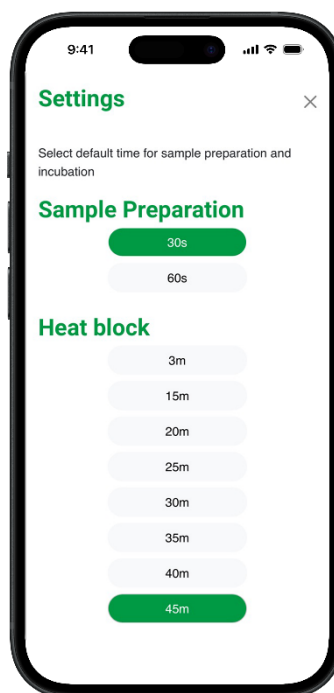 9:41
Settings
Select default time for sample preparation and
incubation
Sample Preparation
30s
60s
Heat block
3m
15m
20m
25m
30m
35m
40m
45m